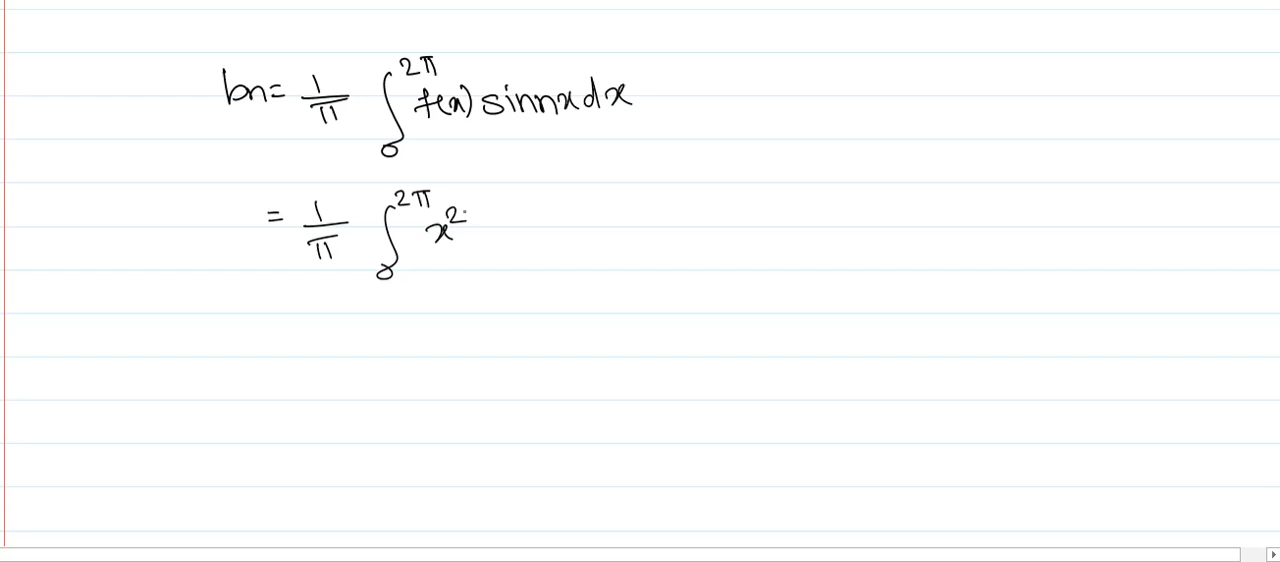 bn = 1/π ∫₀^2π f(x) sinnx dx
= 1/π ∫₀^2π x²